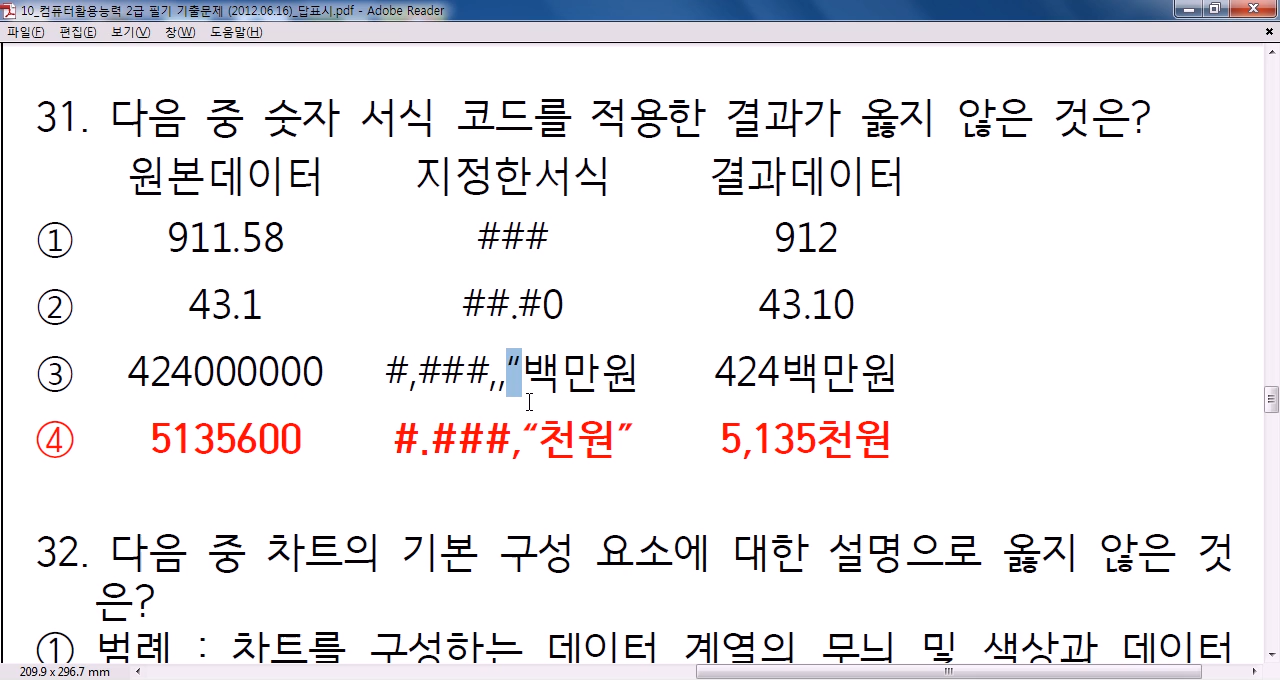 10_컴퓨터활용능력 2급 필기 기출문제 (2012.06.16)_답표시.pdf - Adobe Reader
파일(F) 편집(E) 보기(V) 창(W) 도움말(H)
31. 다음 중 숫자 서식 코드를 적용한 결과가 옳지 않은 것은?
원본데이터 지정한서식 결과데이터
① 911.58 ### 912
② 43.1 ##.#0 43.10
③ 424000000 #,###,,“백만원 424백만원
④ 5135600 #.###,“천원” 5,135천원
32. 다음 중 차트의 기본 구성 요소에 대한 설명으로 옳지 않은 것
은?
① 범례 : 차트를 구성하는 데이터 계열의 무늬 및 색상과 데이터
209.9 x 296.7 mm